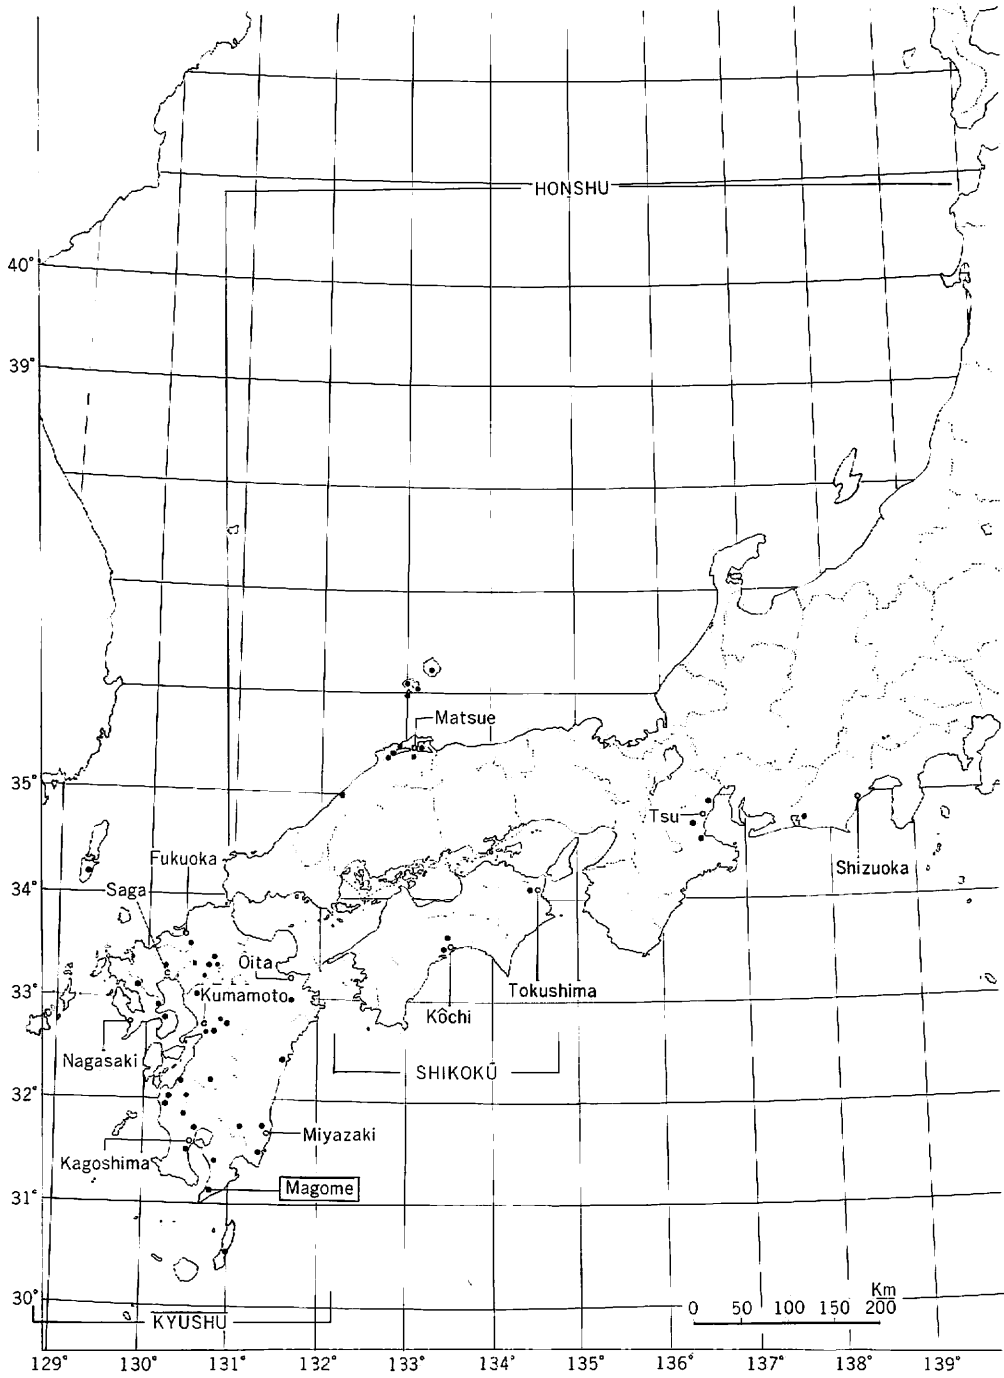 HONSHU
40°
39°
Matsue
35°
Tsu
Fukuoka
Shizuoka
34°
Saga
Ôita
33°
Kumamoto
Tokushima
Kôchi
Nagasaki
SHIKOKŪ
32°
Miyazaki
Kagoshima
Magome
31°
30°
KYUSHU
Km
0 50 100 150 200
129° 130° 131° 132° 133° 134° 135° 136° 137° 138° 139°